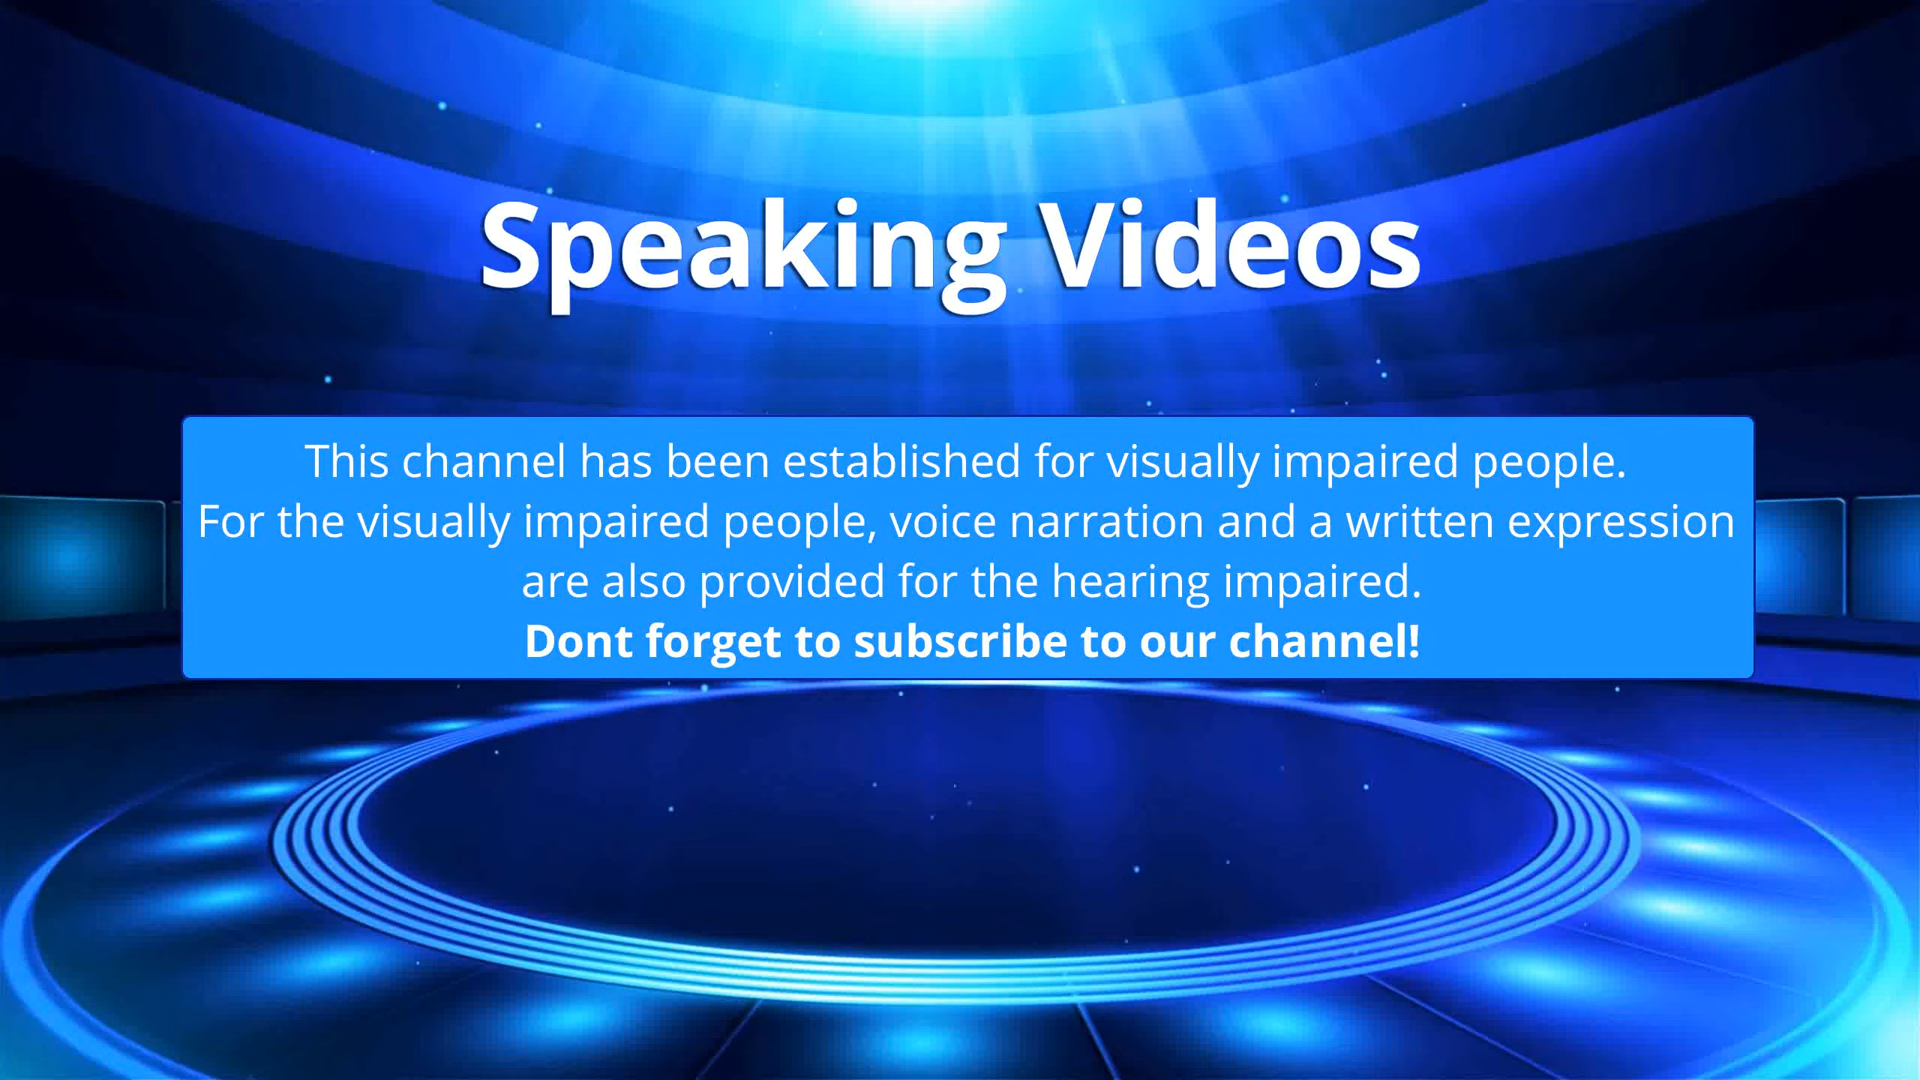 Speaking Videos
This channel has been established for visually impaired people.
For the visually impaired people, voice narration and a written expression
are also provided for the hearing impaired.
Dont forget to subscribe to our channel!